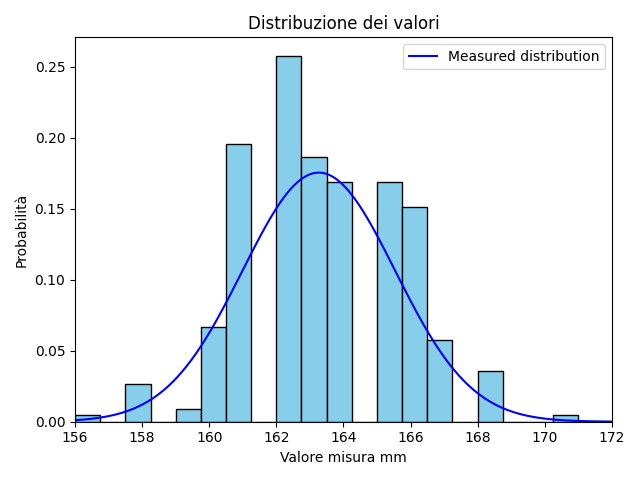 Distribuzione dei valori
Measured distribution
Probabilità
0.25
0.20
0.15
0.10
0.05
0.00
156 158 160 162 164 166 168 170 172
Valore misura mm